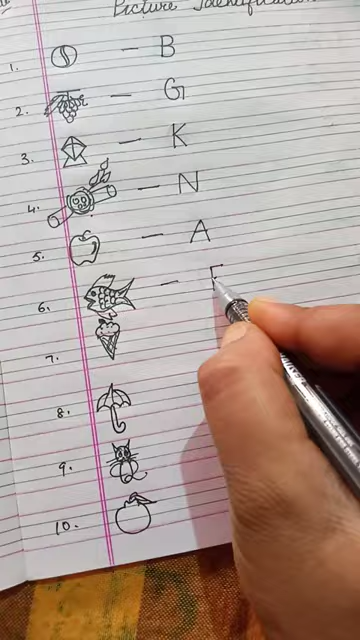 Picture Identification
1. — B
2. — G
3. — K
4. — N
5. — A
6. —
7.
8.
9.
10.